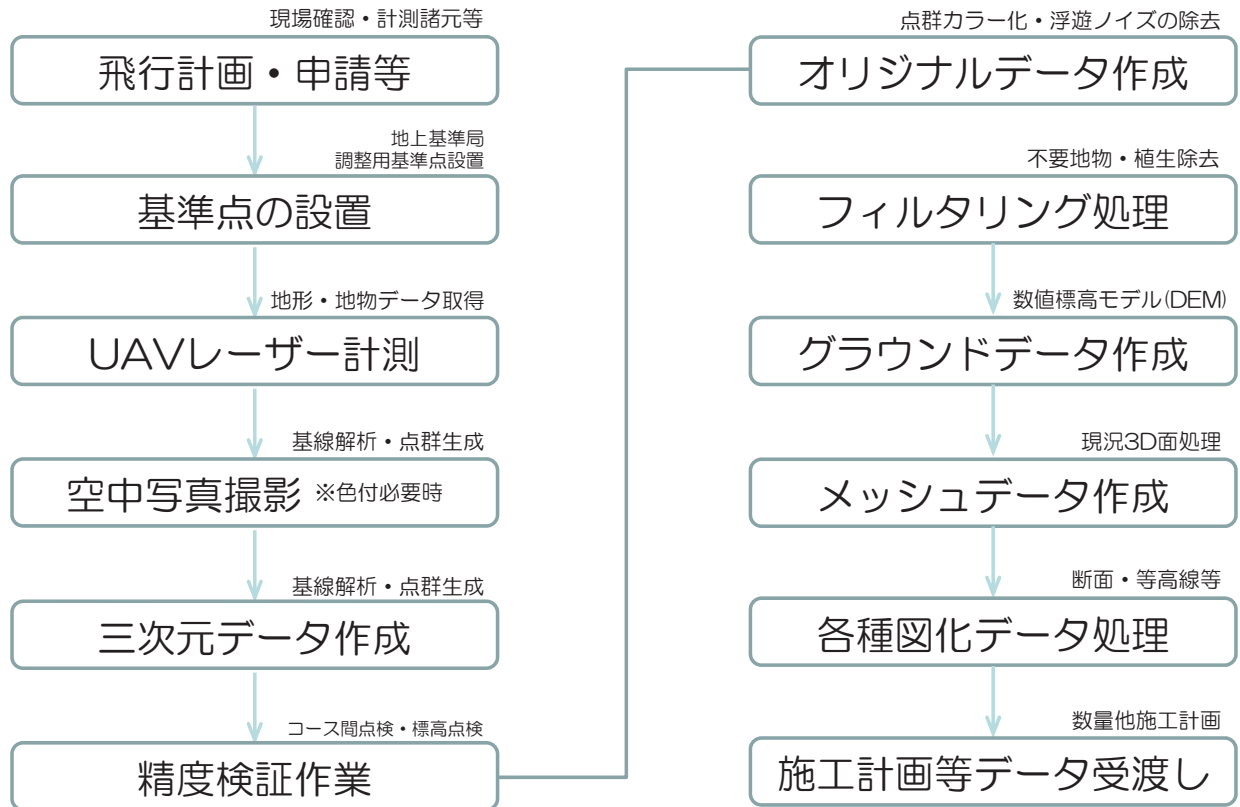 現場確認・計測諸元等
飛行計画・申請等
地上基準局
調整用基準点設置
基準点の設置
地形・地物データ取得
UAVレーザー計測
基線解析・点群生成
空中写真撮影 ※色付必要時
基線解析・点群生成
三次元データ作成
コース間点検・標高点検
精度検証作業
点群カラー化・浮遊ノイズの除去
オリジナルデータ作成
不要地物・植生除去
フィルタリング処理
数値標高モデル(DEM)
グラウンドデータ作成
現況3D面処理
メッシュデータ作成
断面・等高線等
各種図化データ処理
数量他施工計画
施工計画等データ受渡し